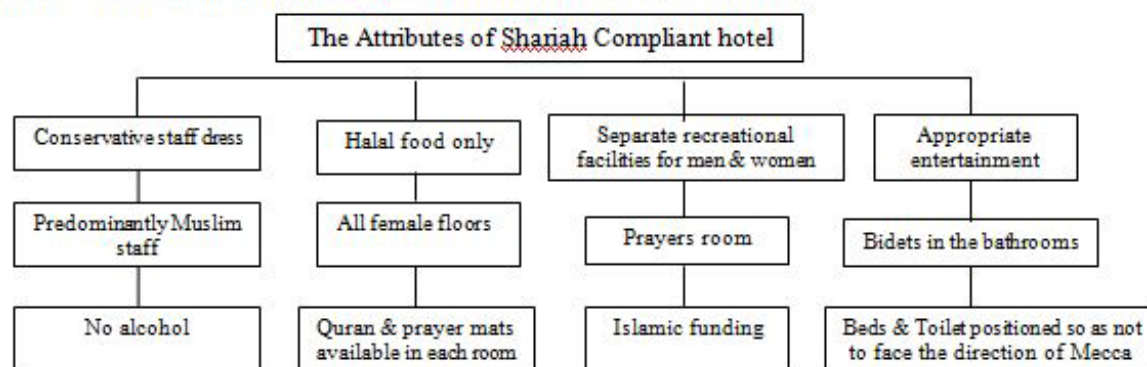 The Attributes of Shariah Compliant hotel
Conservative staff dress
Halal food only
Separate recreational
facilities for men & women
Appropriate
entertainment
Predominantly Muslim
staff
All female floors
Prayers room
Bidets in the bathrooms
No alcohol
Quran & prayer mats
available in each room
Islamic funding
Beds & Toilet positioned so as not
to face the direction of Mecca